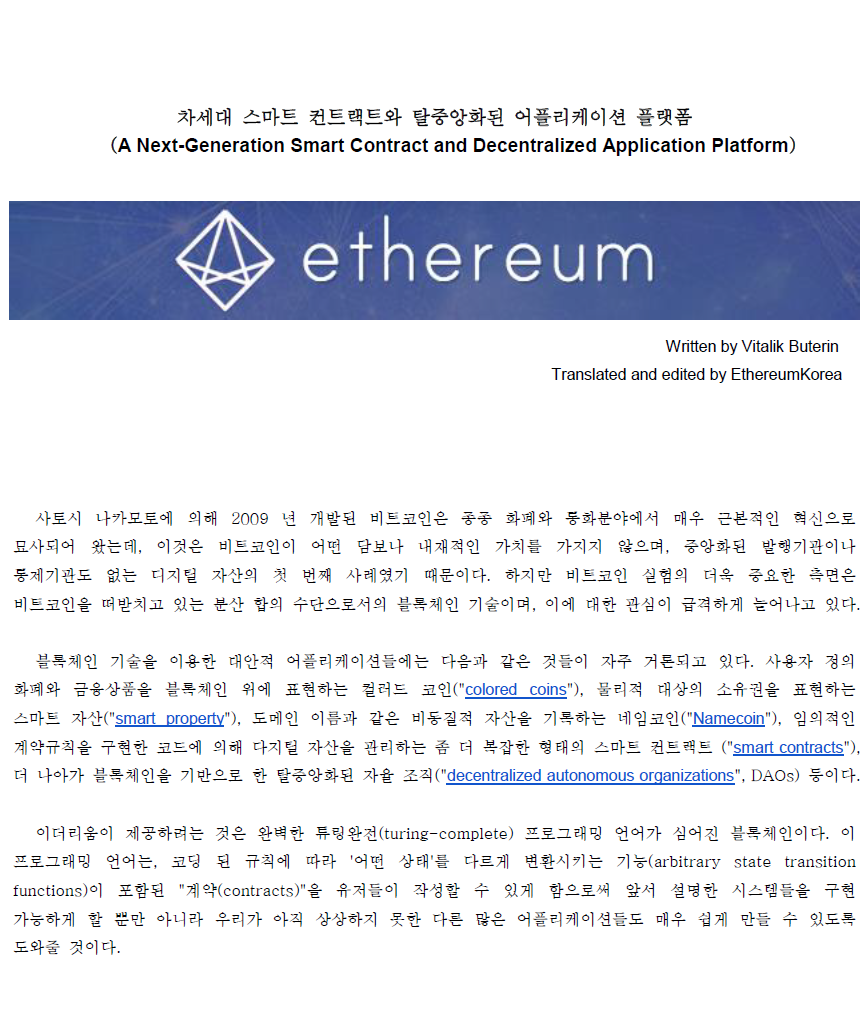 차세대 스마트 컨트랙트와 탈중앙화된 어플리케이션 플랫폼
(A Next-Generation Smart Contract and Decentralized Application Platform)
ethereum
Written by Vitalik Buterin
Translated and edited by EthereumKorea
사토시 나카모토에 의해 2009 년 개발된 비트코인은 종종 화폐와 통화분야에서 매우 근본적인 혁신으로
묘사되어 왔는데, 이것은 비트코인이 어떤 담보나 내재적인 가치를 가지지 않으며, 중앙화된 발행기관이나
통제기관도 없는 디지털 자산의 첫 번째 사례였기 때문이다. 하지만 비트코인 실험의 더욱 중요한 측면은
비트코인을 떠받치고 있는 분산 합의 수단으로서의 블록체인 기술이며, 이에 대한 관심이 급격하게 늘어나고 있다.
블록체인 기술을 이용한 대안적 어플리케이션들에는 다음과 같은 것들이 자주 거론되고 있다. 사용자 정의
화폐와 금융상품을 블록체인 위에 표현하는 컬러드 코인("colored coins"), 물리적 대상의 소유권을 표현하는
스마트 자산("smart property"), 도메인 이름과 같은 비동질적 자산을 기록하는 네임코인("Namecoin"), 임의적인
계약규칙을 구현한 코드에 의해 디지털 자산을 관리하는 좀 더 복잡한 형태의 스마트 컨트랙트 ("smart contracts"),
더 나아가 블록체인을 기반으로 한 탈중앙화된 자율 조직("decentralized autonomous organizations", DAOs) 등이다.
이더리움이 제공하려는 것은 완벽한 튜링완전(turing-complete) 프로그래밍 언어가 심어진 블록체인이다. 이
프로그래밍 언어는, 코딩 된 규칙에 따라 '어떤 상태'를 다르게 변환시키는 기능(arbitrary state transition
functions)이 포함된 "계약(contracts)"을 유저들이 작성할 수 있게 함으로써 앞서 설명한 시스템들을 구현
가능하게 할 뿐만 아니라 우리가 아직 상상하지 못한 다른 많은 어플리케이션들도 매우 쉽게 만들 수 있도록
도와줄 것이다.